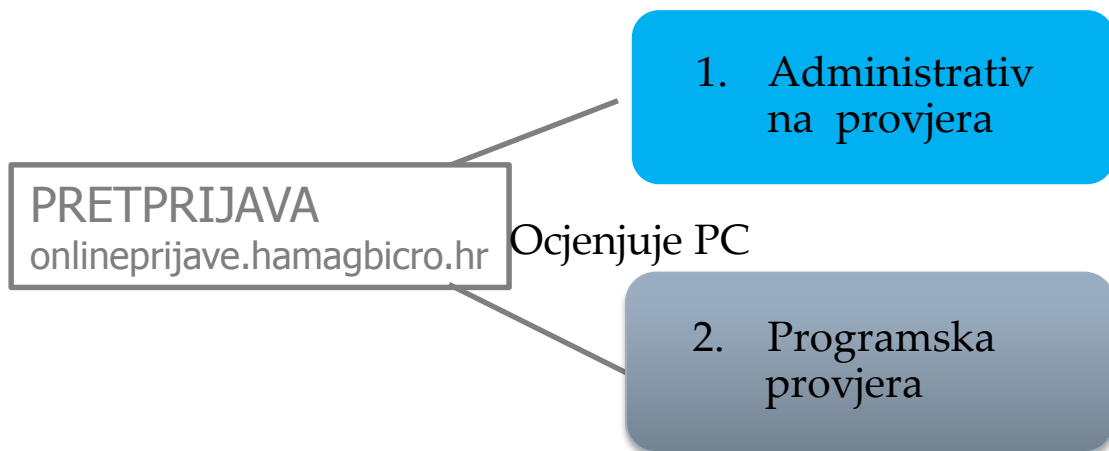 1. Administrativ
na provjera
PRETPRIJAVA
onlineprijave.hamagbicro.hr
Ocjenjuje PC
2. Programska
provjera